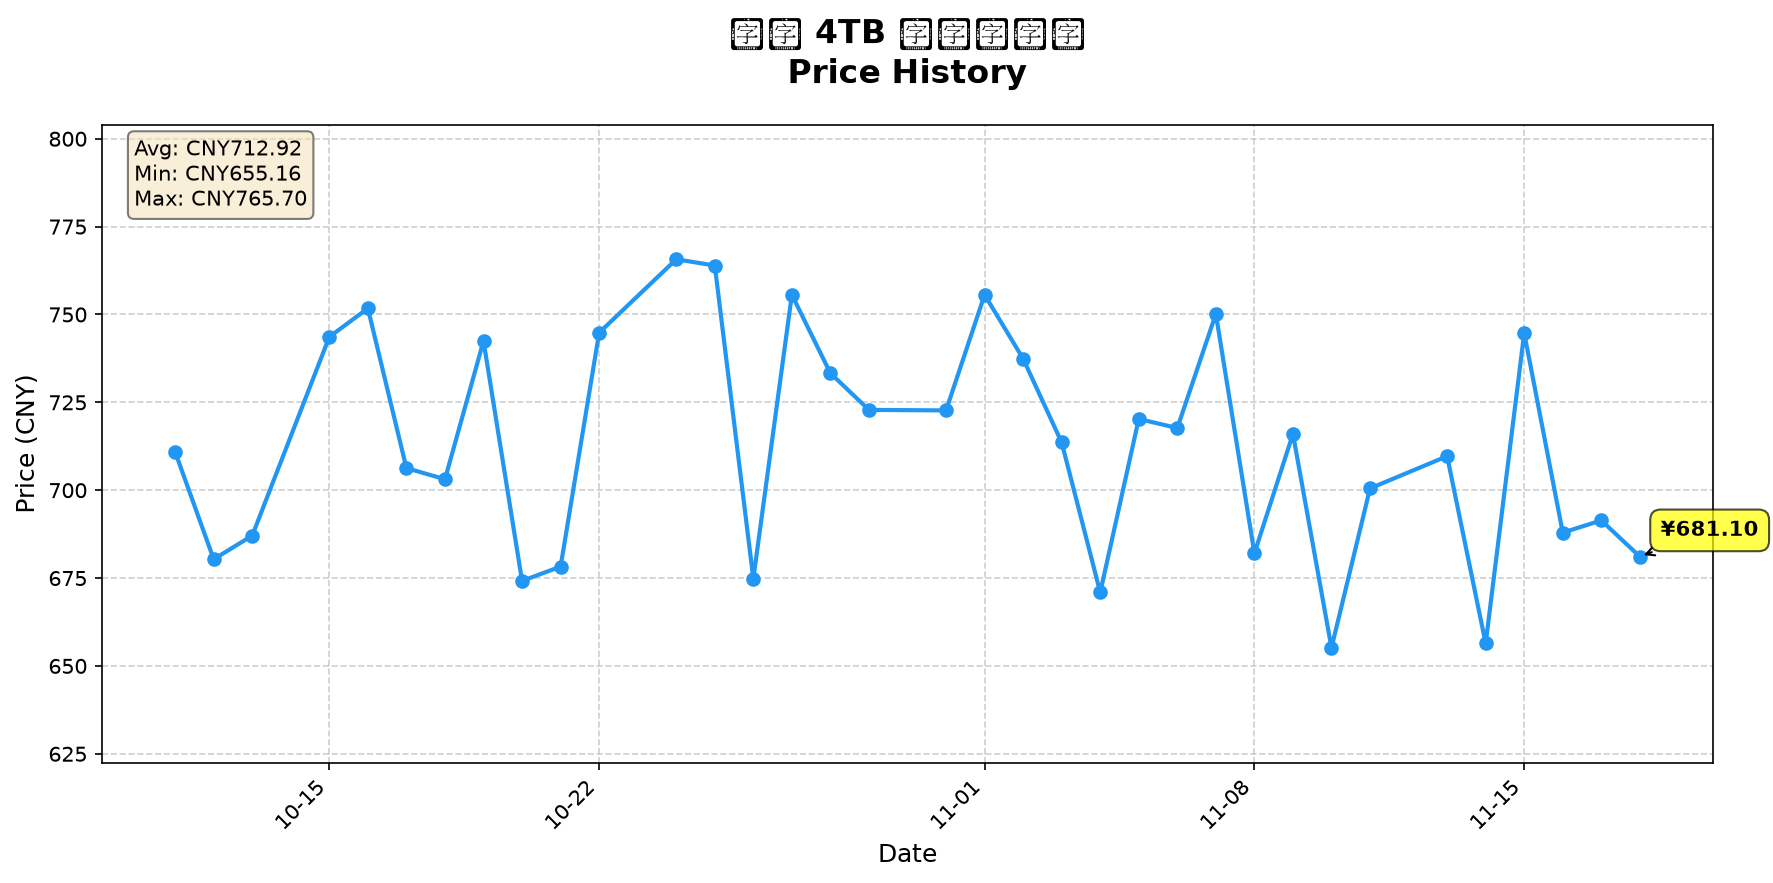 4TB
Price History
Avg: CNY712.92
Min: CNY655.16
Max: CNY765.70
800
775
750
725
700
675
650
625
Price (CNY)
¥681.10
10-15
10-22
11-01
11-08
11-15
Date